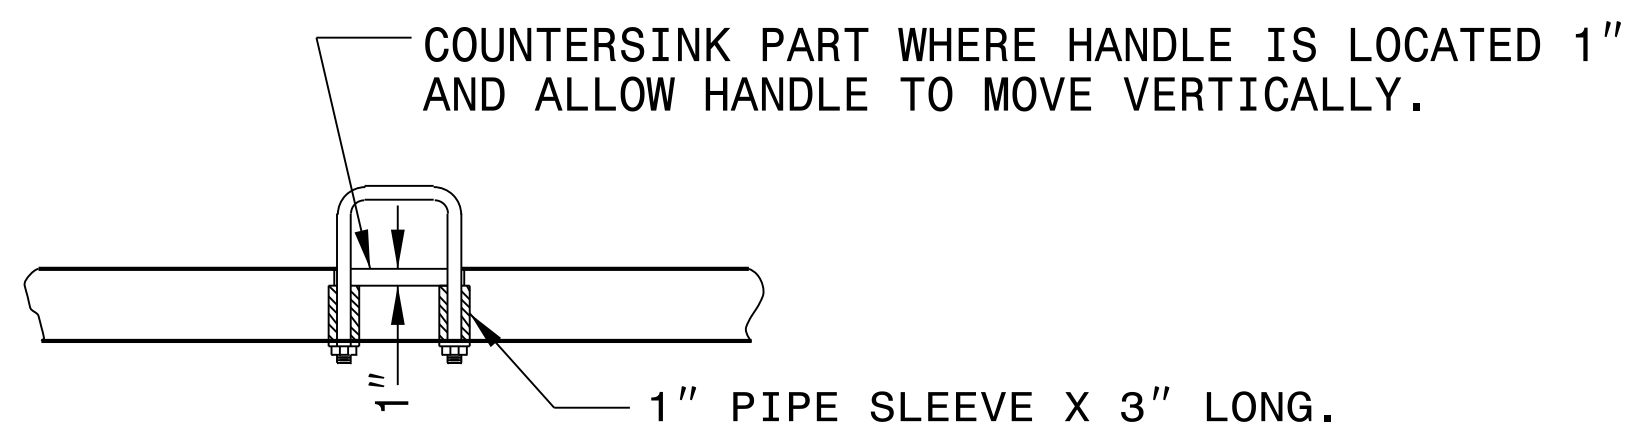 COUNTERSINK PART WHERE HANDLE IS LOCATED 1"
AND ALLOW HANDLE TO MOVE VERTICALLY.
1"
1" PIPE SLEEVE X 3" LONG.